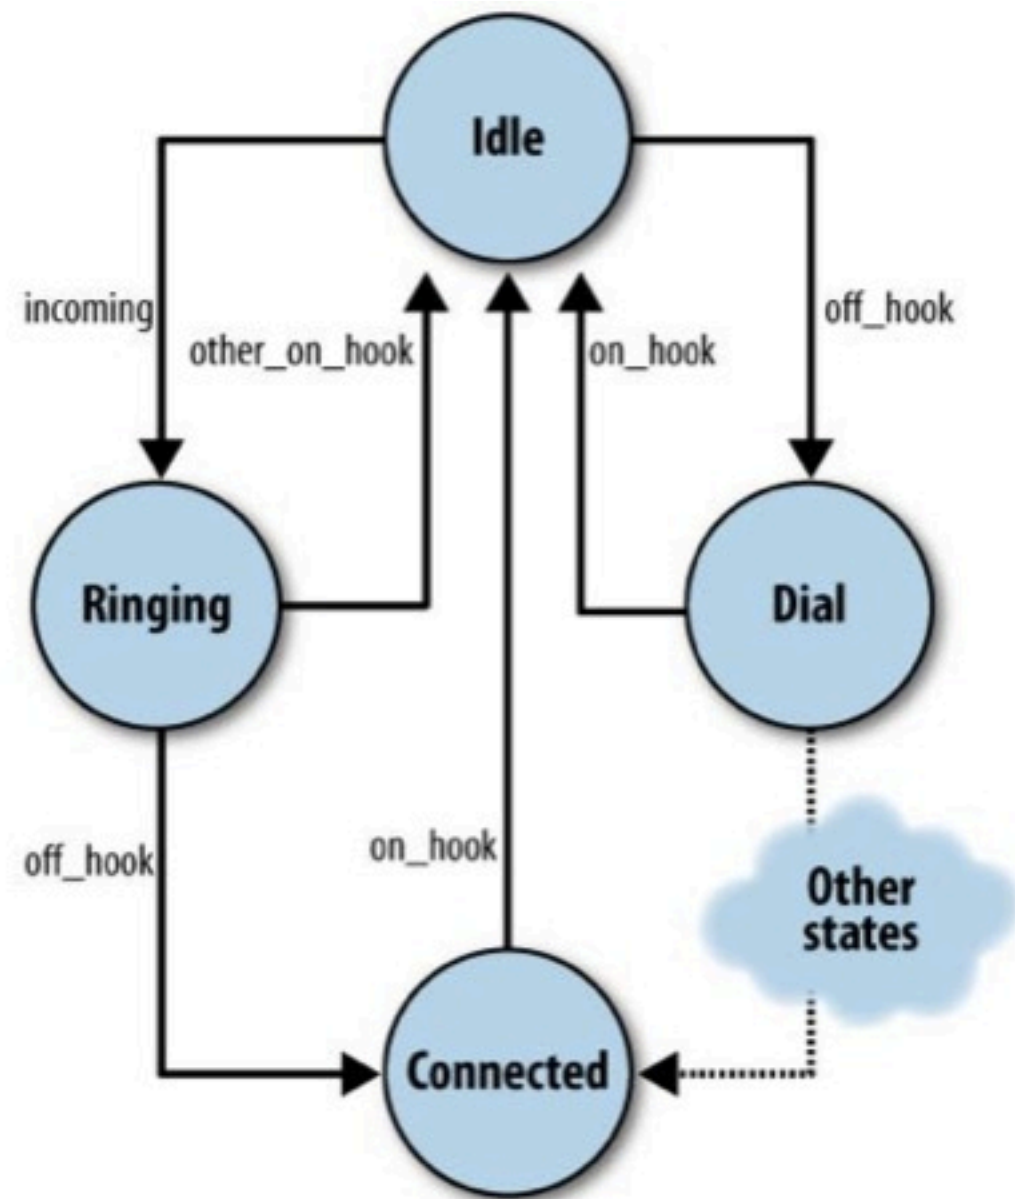 Idle
incoming
off_hook
other_on_hook
on_hook
Ringing
Dial
off_hook
on_hook
Other
states
Connected